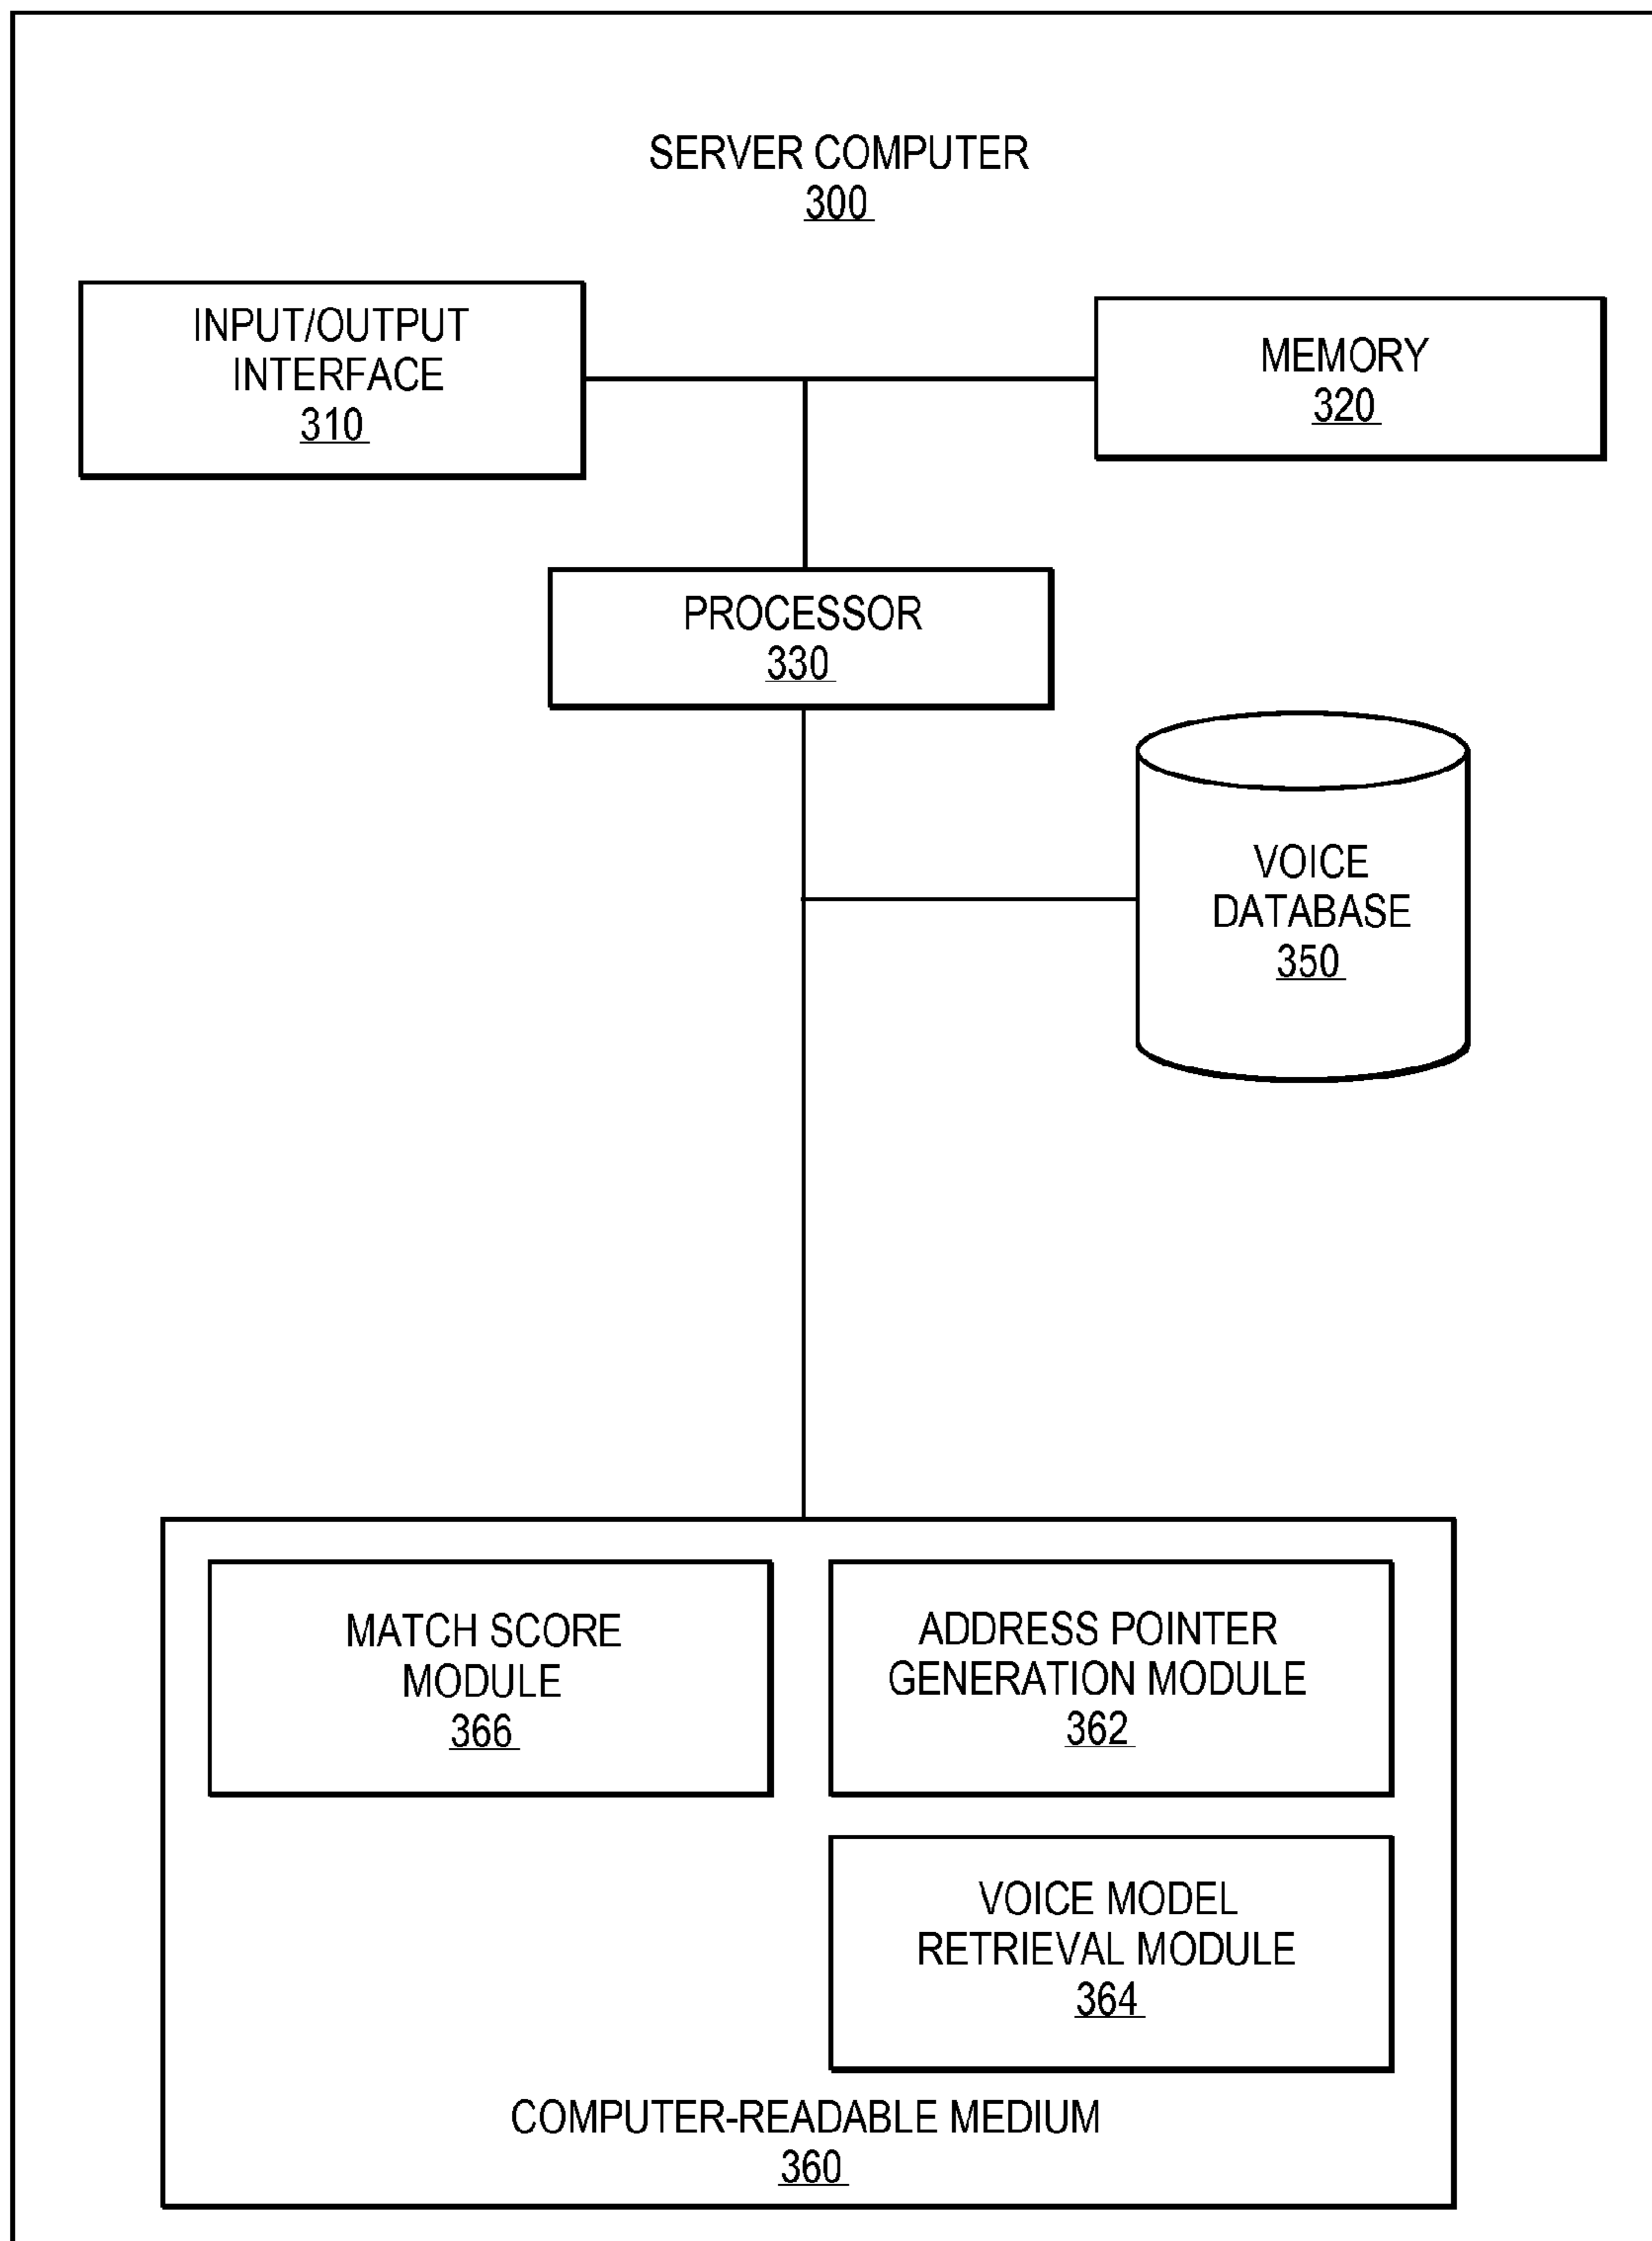 SERVER COMPUTER
300
INPUT/OUTPUT
INTERFACE
310
MEMORY
320
PROCESSOR
330
VOICE
DATABASE
350
MATCH SCORE
MODULE
366
ADDRESS POINTER
GENERATION MODULE
362
VOICE MODEL
RETRIEVAL MODULE
364
COMPUTER-READABLE MEDIUM
360